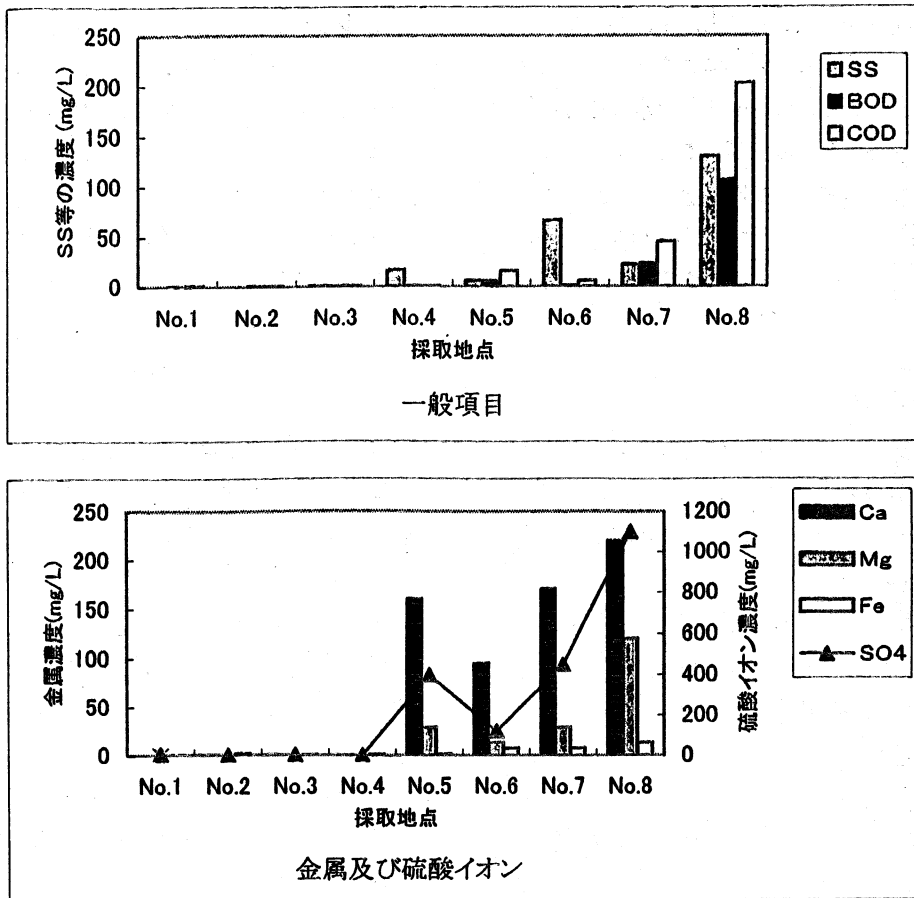 250
200
150
100
50
0
SS等の濃度(mg/L)
No.1 No.2 No.3 No.4 No.5 No.6 No.7 No.8
採取地点
一般項目
SS
BOD
COD
250
200
150
100
50
0
金属濃度(mg/L)
1200
1000
800
600
400
200
0
硫酸イオン濃度(mg/L)
No.1 No.2 No.3 No.4 No.5 No.6 No.7 No.8
採取地点
金属及び硫酸イオン
Ca
Mg
Fe
SO4